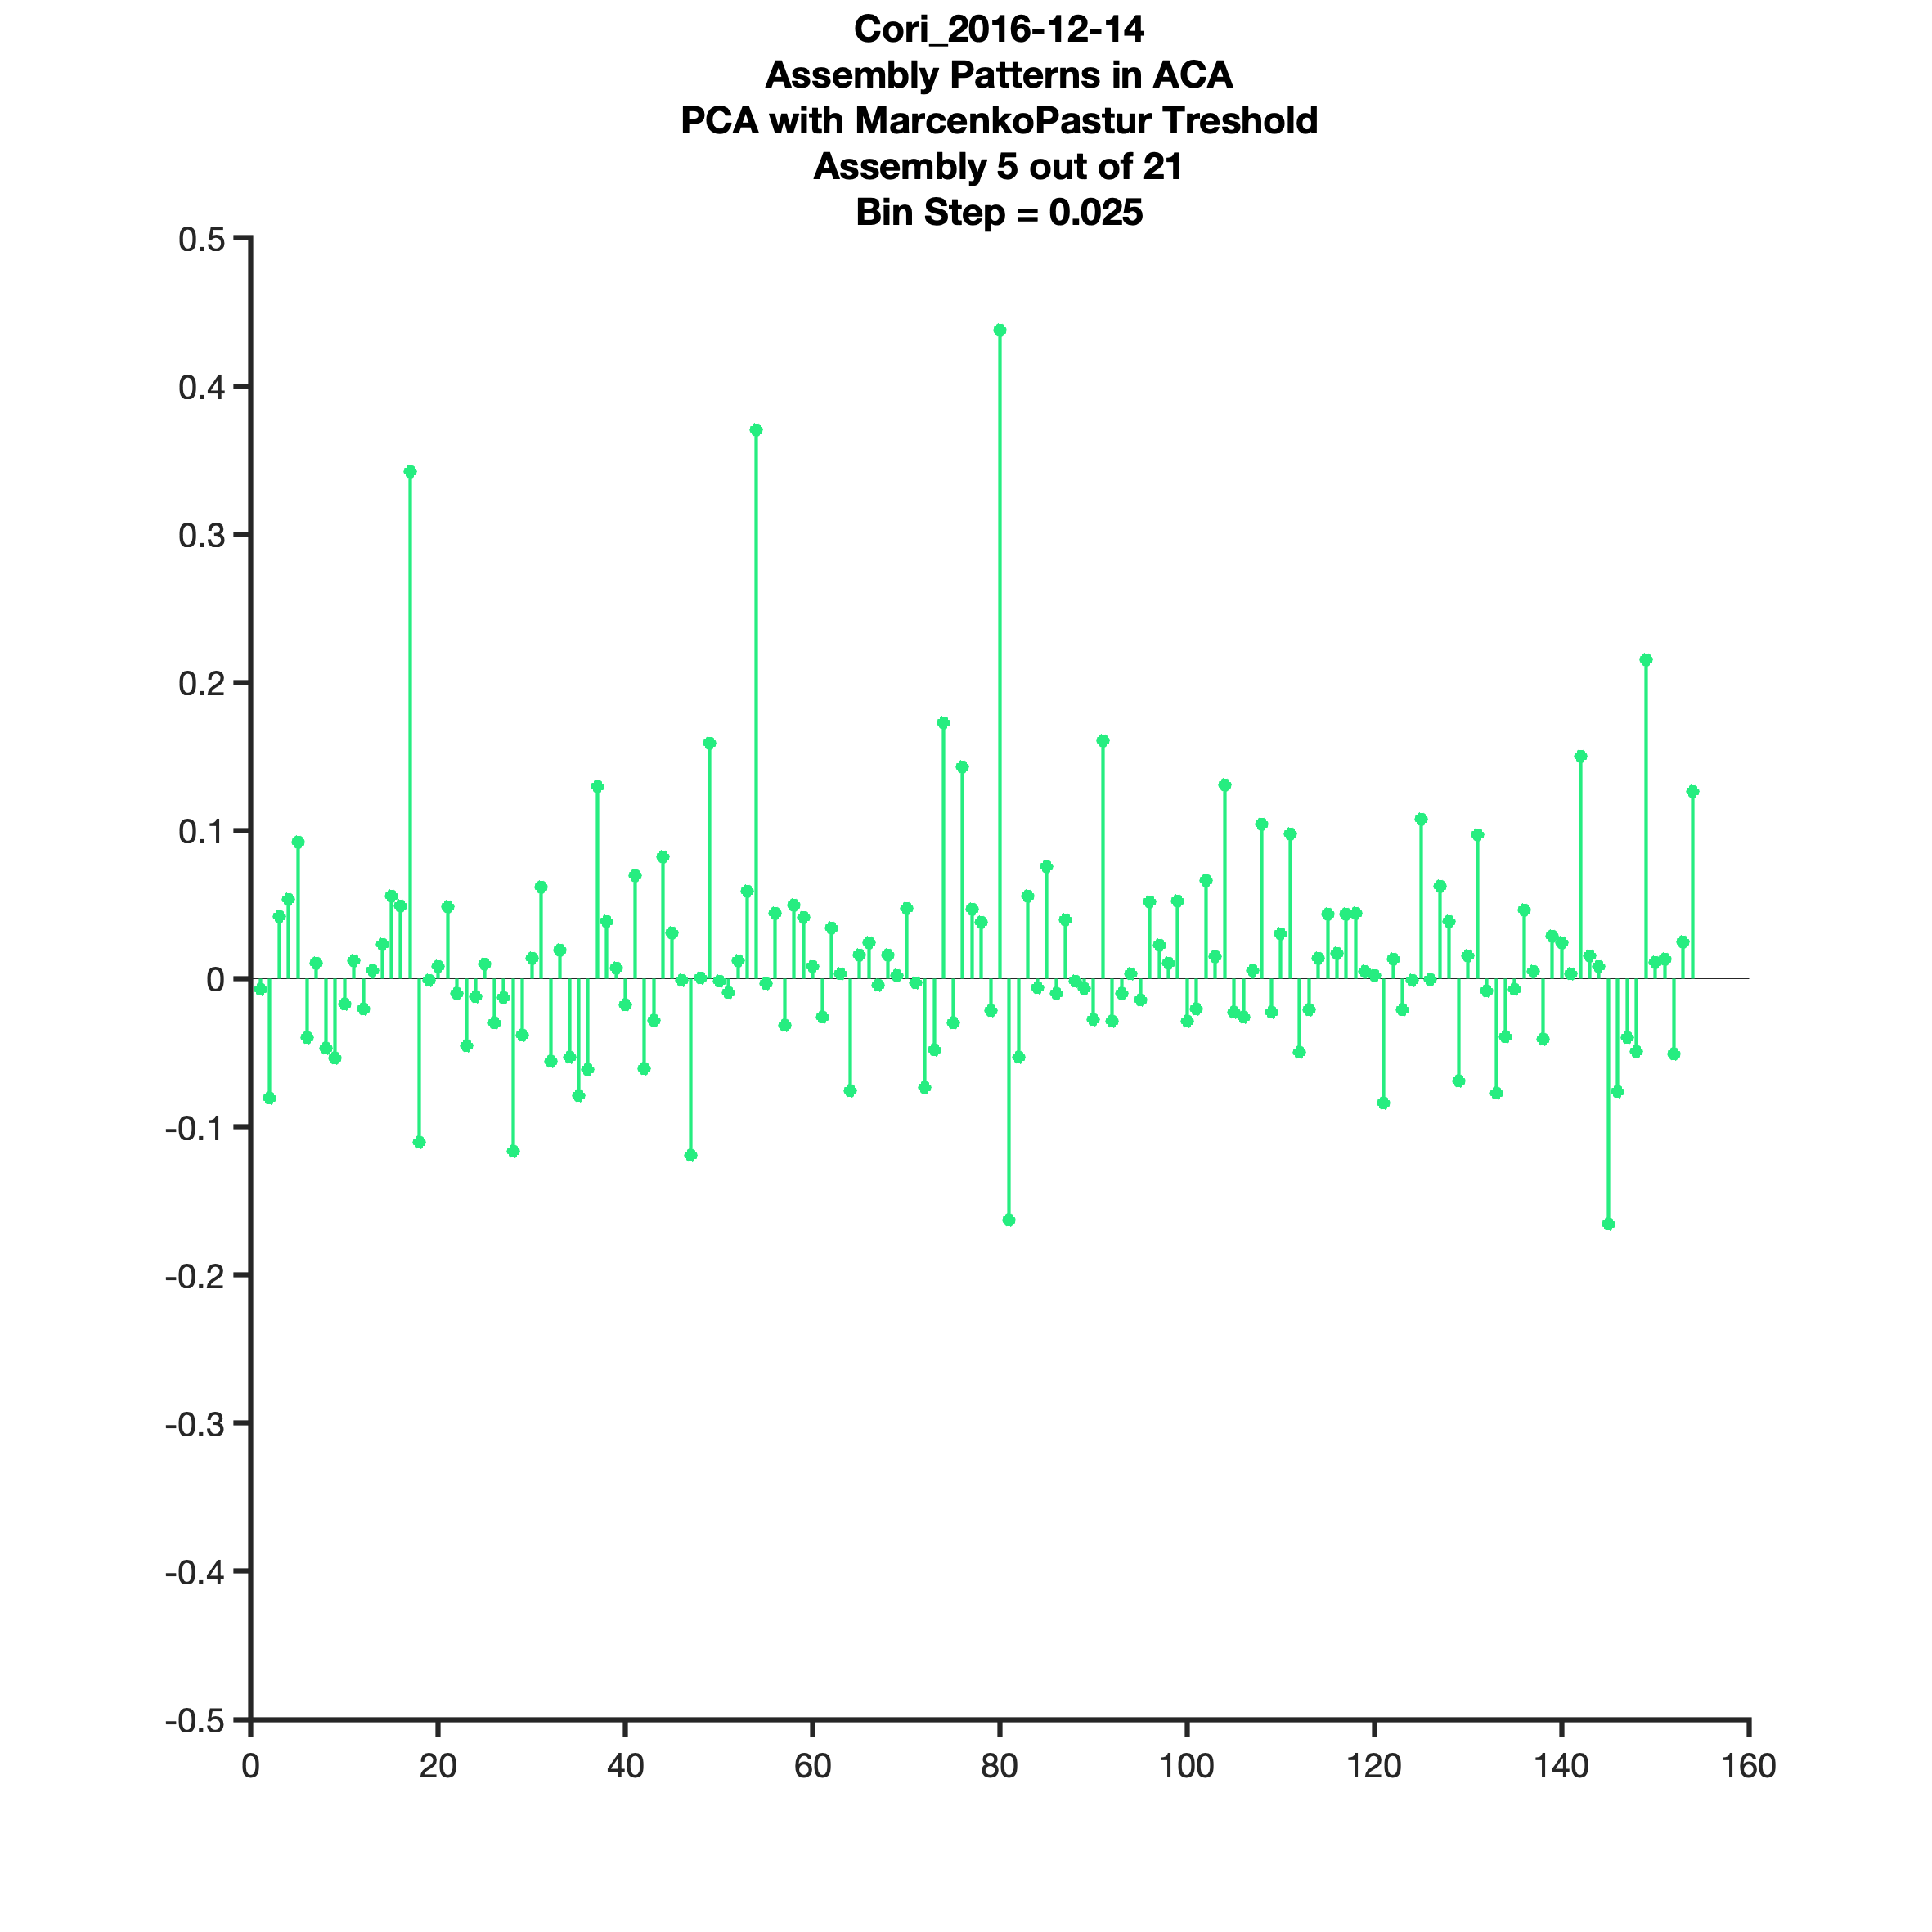 Cori_2016-12-14
Assembly Patterns in ACA
PCA with MarcenkoPastur Treshold
Assembly 5 out of 21
Bin Step = 0.025
0.5
0.4
0.3
0.2
0.1
0
-0.1
-0.2
-0.3
-0.4
-0.5
0 20 40 60 80 100 120 140 160